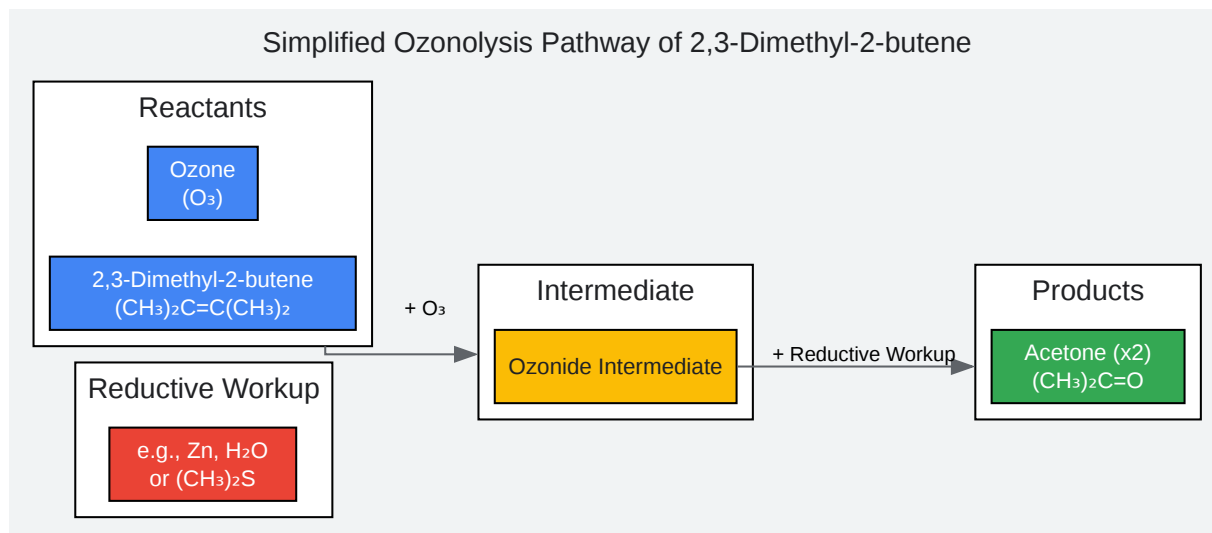 Simplified Ozonolysis Pathway of 2,3-Dimethyl-2-butene
Reactants
Ozone
(O₃)
2,3-Dimethyl-2-butene
(CH₃)₂C=C(CH₃)₂
+ O₃
Reductive Workup
e.g., Zn, H₂O
or (CH₃)₂S
Intermediate
Ozonide Intermediate
+ Reductive Workup
Products
Acetone (x2)
(CH₃)₂C=O